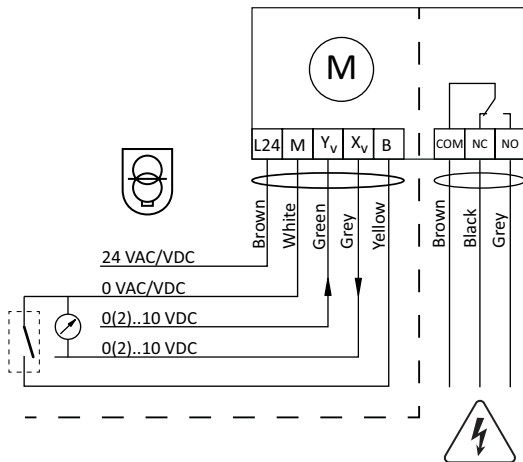 M
L24 M Yv Xv B COM NC NO
Brown White Green Grey Yellow Brown Black Grey
24 VAC/VDC
0 VAC/VDC
0(2)..10 VDC
0(2)..10 VDC